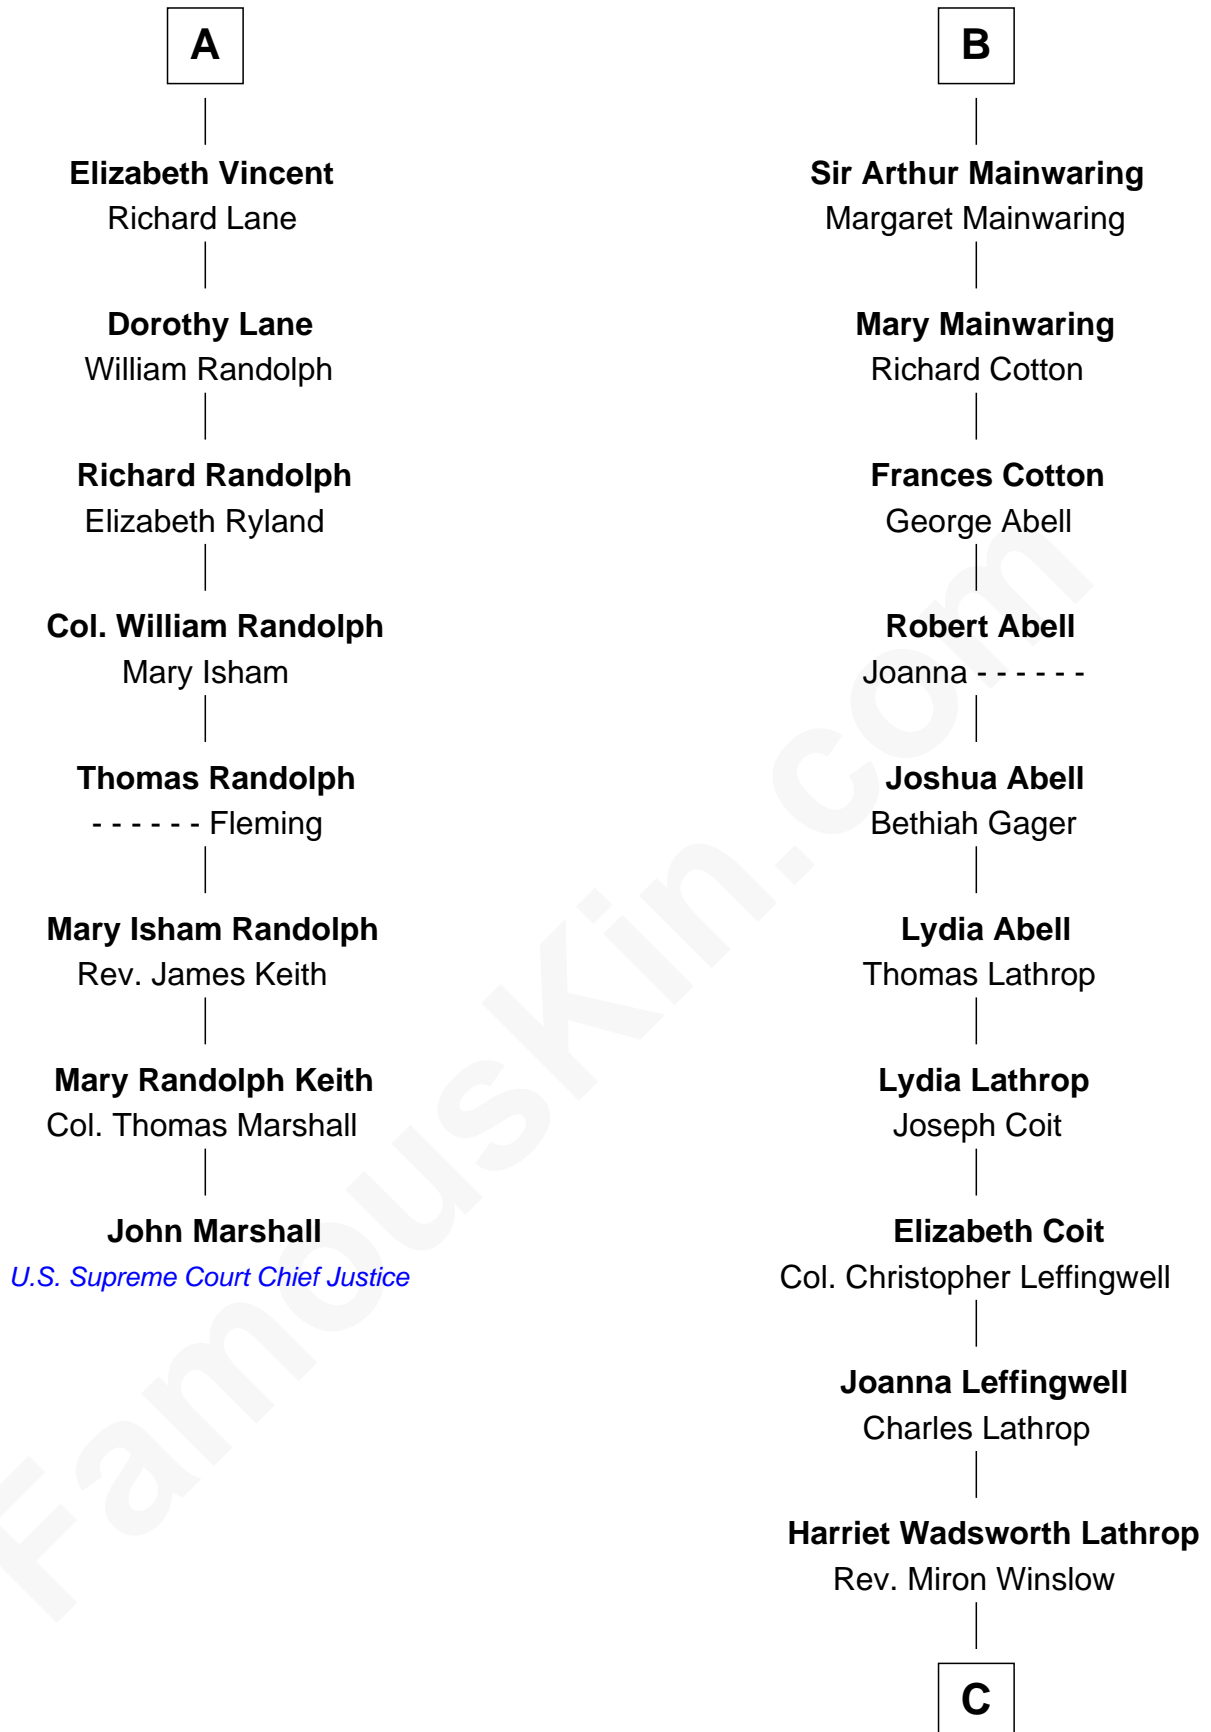 A
Elizabeth Vincent
Richard Lane
Dorothy Lane
William Randolph
Richard Randolph
Elizabeth Ryland
Col. William Randolph
Mary Isham
Thomas Randolph
- - - - - - Fleming
Mary Isham Randolph
Rev. James Keith
Mary Randolph Keith
Col. Thomas Marshall
John Marshall
U.S. Supreme Court Chief Justice
B
Sir Arthur Mainwaring
Margaret Mainwaring
Mary Mainwaring
Richard Cotton
Frances Cotton
George Abell
Robert Abell
Joanna - - - - - -
Joshua Abell
Bethiah Gager
Lydia Abell
Thomas Lathrop
Lydia Lathrop
Joseph Coit
Elizabeth Coit
Col. Christopher Leffingwell
Joanna Leffingwell
Charles Lathrop
Harriet Wadsworth Lathrop
Rev. Miron Winslow
C
FamousKin.com